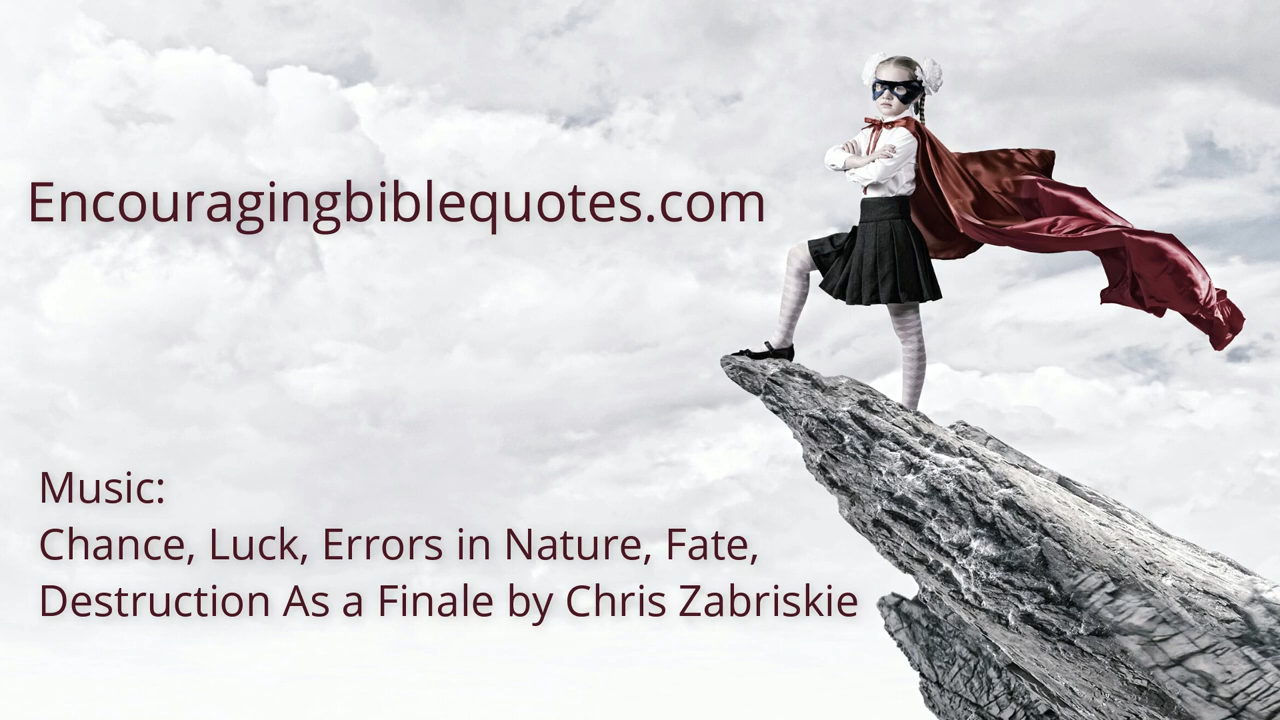 Encouragingbiblequotes.com
Music:
Chance, Luck, Errors in Nature, Fate,
Destruction As a Finale by Chris Zabriskie